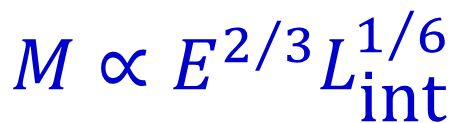 M ∝ E^{2/3} L_{int}^{1/6}